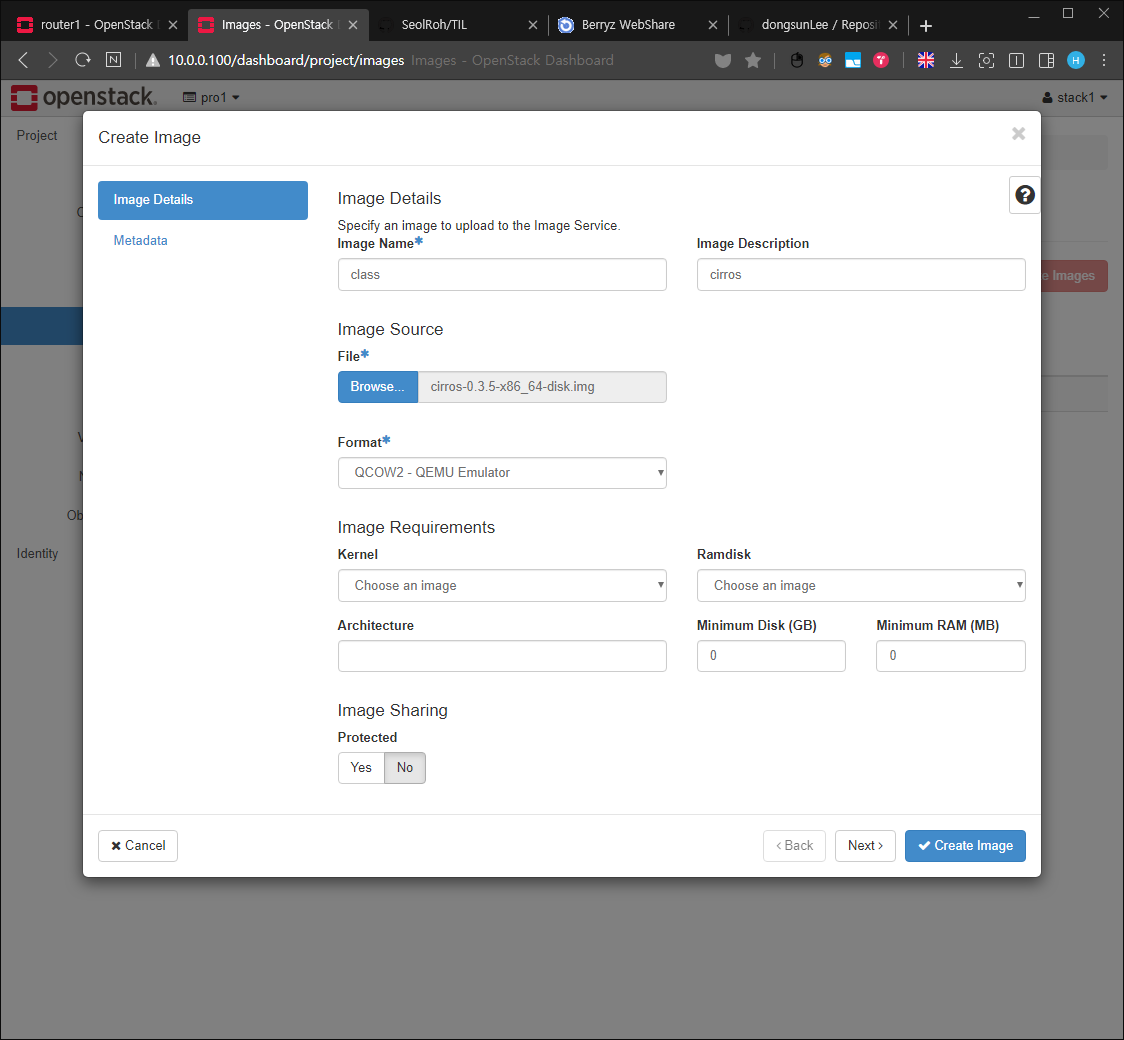 router1 - OpenStack
Images - OpenStack
SeolRoh/TIL
Berryz WebShare
dongsunLee / Reposi
N
10.0.0.100/dashboard/project/images Images - OpenStack Dashboard
H
openstack.
pro1
stack1
Project
Create Image
Image Details
Metadata
Image Details
Specify an image to upload to the Image Service.
Image Name*
Image Description
class
cirros
e Images
Image Source
File*
Browse...
cirros-0.3.5-x86_64-disk.img
Format*
QCOW2 - QEMU Emulator
Ob
Image Requirements
Kernel
Ramdisk
Identity
Choose an image
Choose an image
Architecture
Minimum Disk (GB)
Minimum RAM (MB)
0
0
Image Sharing
Protected
Yes
No
Cancel
< Back
Next >
Create Image